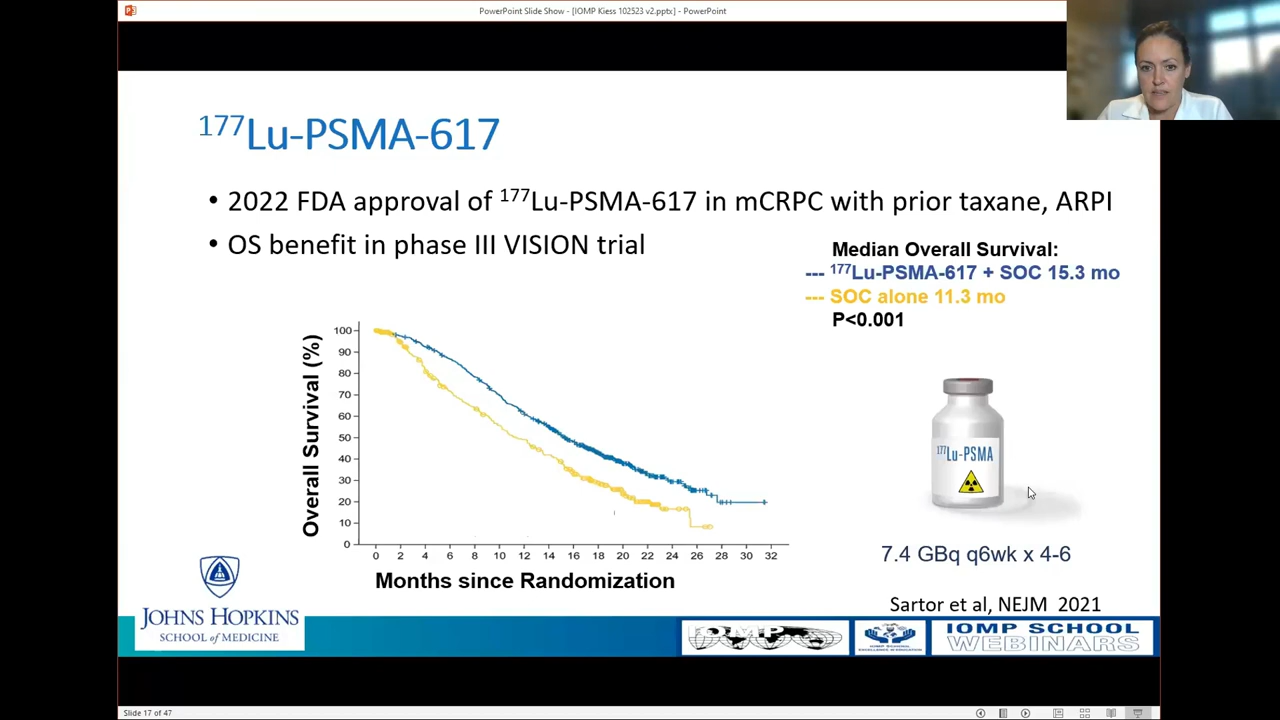 PowerPoint Slide Show - [IOMP Kiess 102523 v2.pptx] - PowerPoint
177Lu-PSMA-617
• 2022 FDA approval of 177Lu-PSMA-617 in mCRPC with prior taxane, ARPI
• OS benefit in phase III VISION trial
Median Overall Survival:
--- 177Lu-PSMA-617 + SOC 15.3 mo
--- SOC alone 11.3 mo
P<0.001
Overall Survival (%)
100
90
80
70
60
50
40
30
20
10
0
0 2 4 6 8 10 12 14 16 18 20 22 24 26 28 30 32
Months since Randomization
177Lu-PSMA
7.4 GBq q6wk x 4-6
Sartor et al, NEJM 2021
JOHNS HOPKINS
SCHOOL of MEDICINE
IOMP
IOMP SCHOOL
WEBINARS
Slide 17 of 47